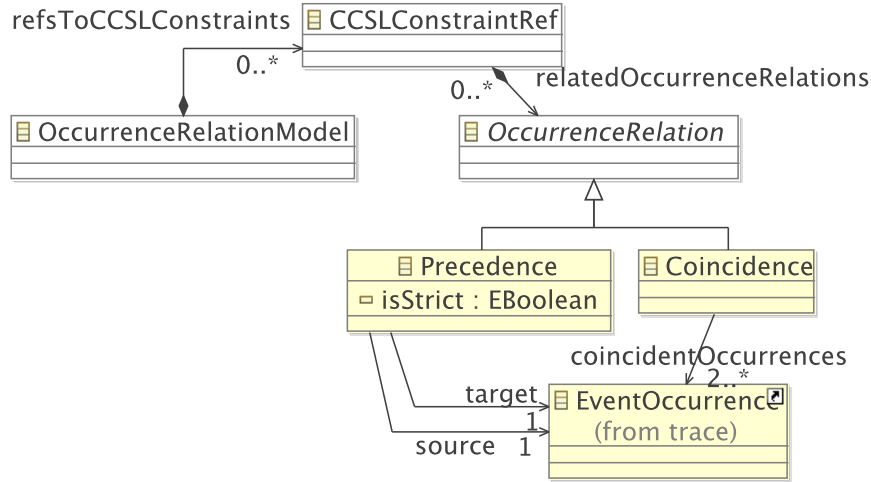 refsToCCSLConstraints
CCSLConstraintRef
0..*
0..*
relatedOccurrenceRelations
OccurrenceRelationModel
OccurrenceRelation
Precedence
Coincidence
isStrict : EBoolean
coincidentOccurrences
2..*
target
1
EventOccurrence
(from trace)
source
1